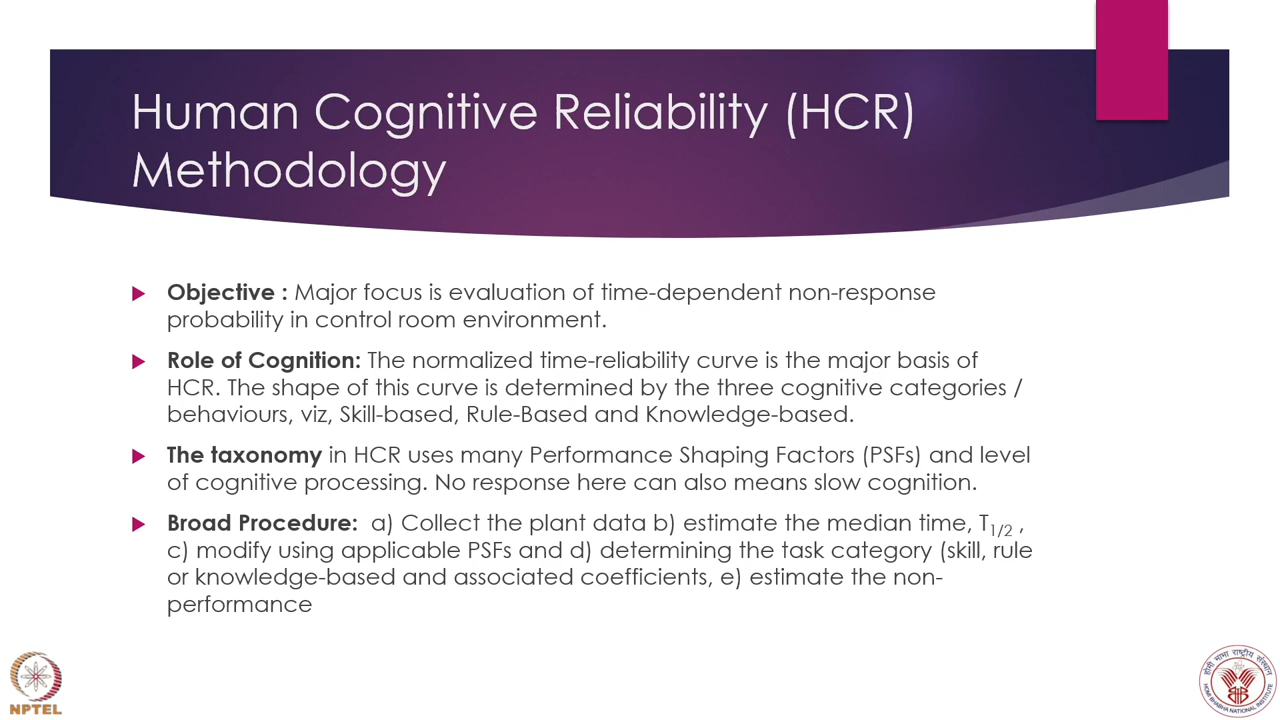 Human Cognitive Reliability (HCR)
Methodology
Objective : Major focus is evaluation of time-dependent non-response
probability in control room environment.
Role of Cognition: The normalized time-reliability curve is the major basis of
HCR. The shape of this curve is determined by the three cognitive categories /
behaviours, viz, Skill-based, Rule-Based and Knowledge-based.
The taxonomy in HCR uses many Performance Shaping Factors (PSFs) and level
of cognitive processing. No response here can also means slow cognition.
Broad Procedure: a) Collect the plant data b) estimate the median time, T1/2 ,
c) modify using applicable PSFs and d) determining the task category (skill, rule
or knowledge-based and associated coefficients, e) estimate the non-
performance
NPTEL
होमी भाभा राष्ट्रीय संस्थान
HOMI BHABHA NATIONAL INSTITUTE